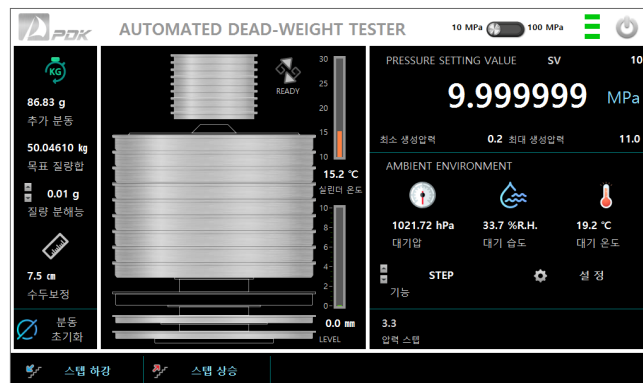 PDK
AUTOMATED DEAD-WEIGHT TESTER
10 MPa
100 MPa
KG
86.83 g
추가 분동
50.04610 kg
목표 질량합
0.01 g
질량 분해능
7.5 cm
수두보정
분동
초기화
READY
30
25
20
15
10
15.2 ℃
실린더 온도
10
8
6
4
2
0
0.0 mm
LEVEL
PRESSURE SETTING VALUE SV 10
9.999999 MPa
최소 생성압력 0.2 최대 생성압력 11.0
AMBIENT ENVIRONMENT
1021.72 hPa 33.7 %R.H. 19.2 ℃
대기압 대기 습도 대기 온도
STEP 설 정
기능
3.3
압력 스텝
스텝 하강 스텝 상승